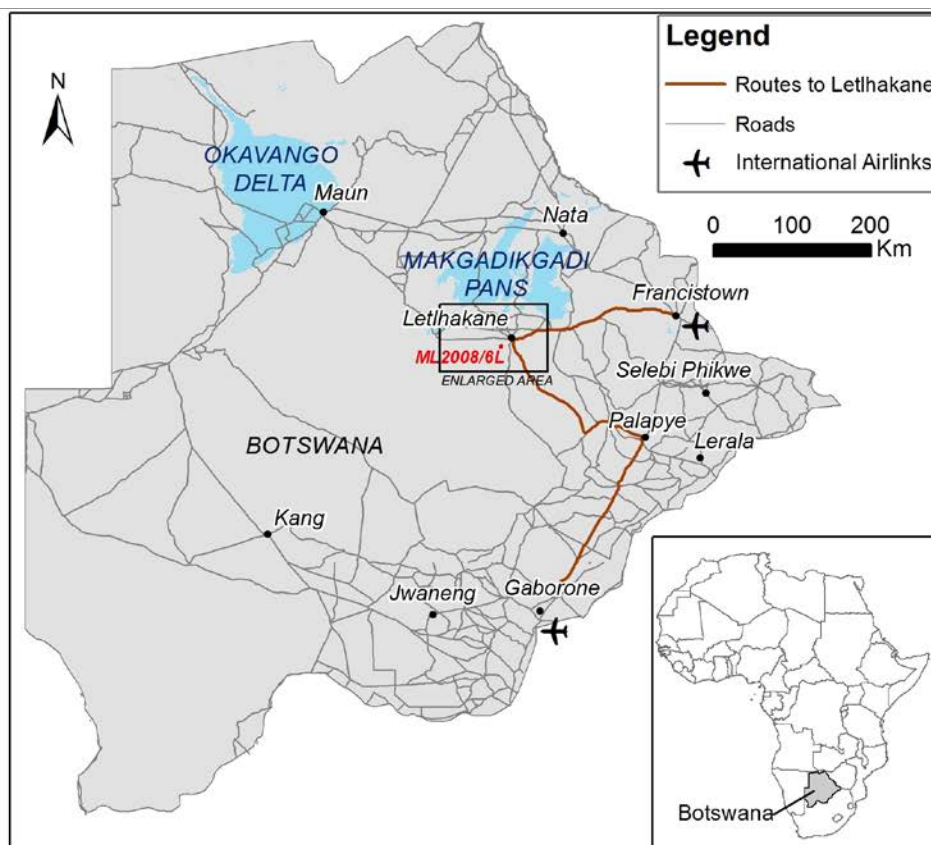 N
OKAVANGO
DELTA
Maun
Nata
MAKGADIKGADI
PANS
Francistown
Letlhakane
ML2008/6L
ENLARGED AREA
Selebi Phikwe
Palapye
Lerala
BOTSWANA
Kang
Jwaneng
Gaborone
Legend
Routes to Letlhakane
Roads
International Airlinks
0 100 200
Km
Botswana